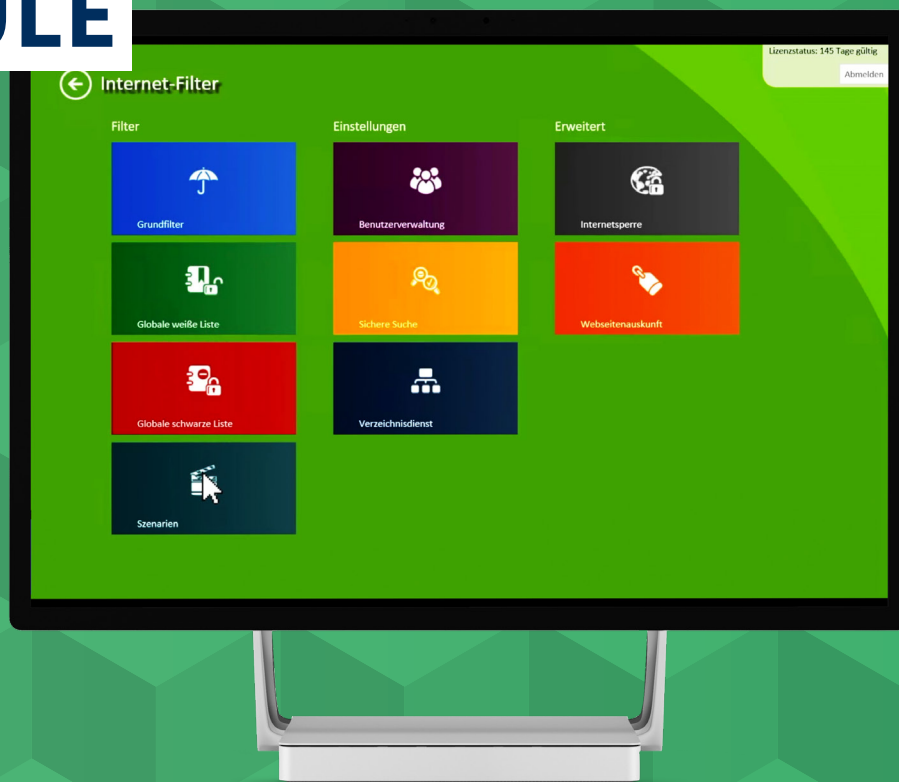 Lizenzstatus: 145 Tage gültig
Abmelden
Internet-Filter
Filter
Grundfilter
Globale weiße Liste
Globale schwarze Liste
Szenarien
Einstellungen
Benutzerverwaltung
Sichere Suche
Verzeichnisdienst
Erweitert
Internetsperre
Webseitenauskunft